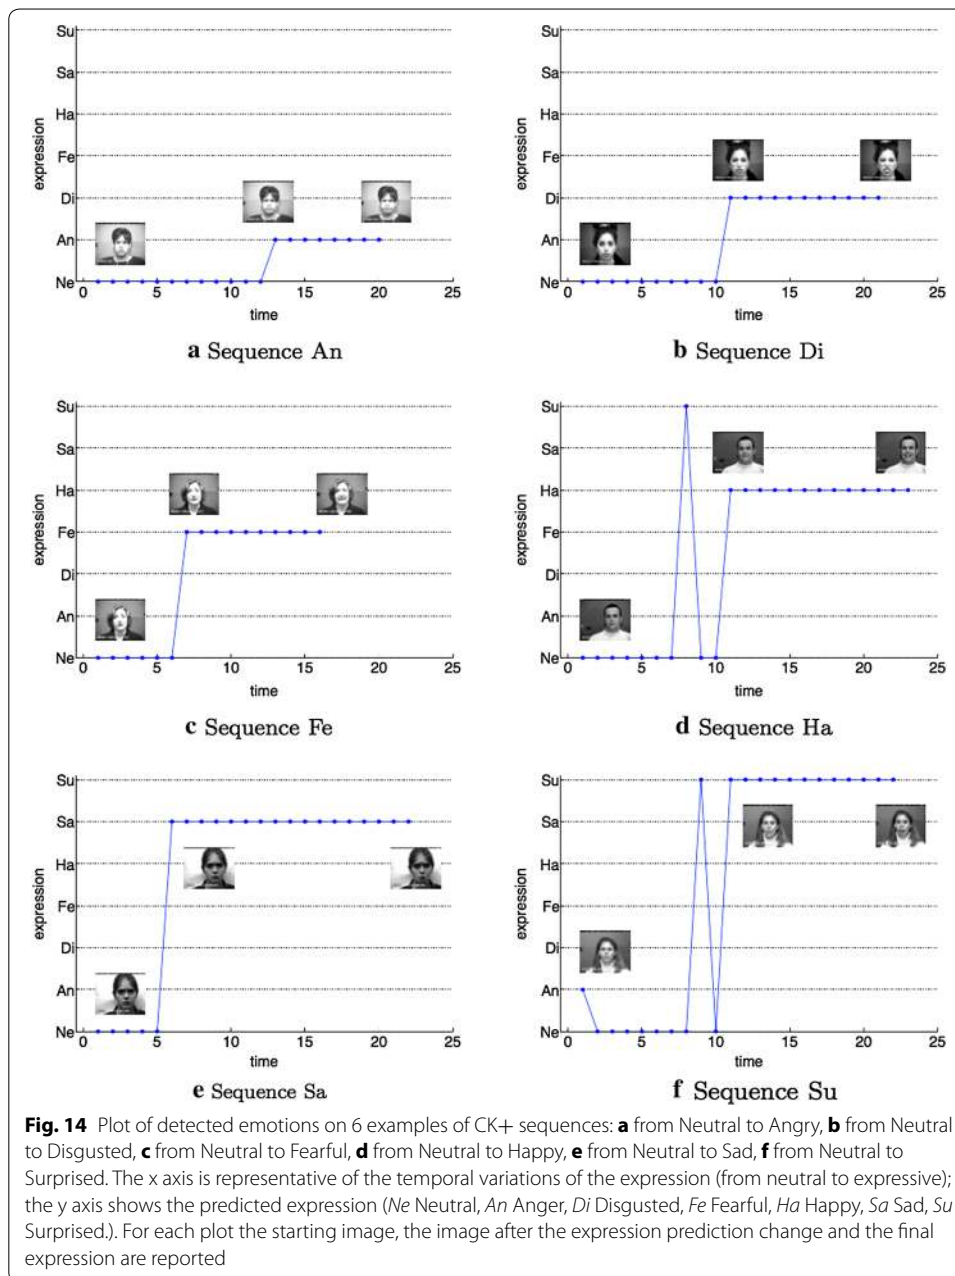 Su
Sa
Ha
Fe
Di
An
Ne
expression
0 5 10 15 20 25
time
a Sequence An
Su
Sa
Ha
Fe
Di
An
Ne
expression
0 5 10 15 20 25
time
b Sequence Di
Su
Sa
Ha
Fe
Di
An
Ne
expression
0 5 10 15 20 25
time
c Sequence Fe
Su
Sa
Ha
Fe
Di
An
Ne
expression
0 5 10 15 20 25
time
d Sequence Ha
Su
Sa
Ha
Fe
Di
An
Ne
expression
0 5 10 15 20 25
time
e Sequence Sa
Su
Sa
Ha
Fe
Di
An
Ne
expression
0 5 10 15 20 25
time
f Sequence Su
Fig. 14 Plot of detected emotions on 6 examples of CK+ sequences: a from Neutral to Angry, b from Neutral
to Disgusted, c from Neutral to Fearful, d from Neutral to Happy, e from Neutral to Sad, f from Neutral to
Surprised. The x axis is representative of the temporal variations of the expression (from neutral to expressive);
the y axis shows the predicted expression (Ne Neutral, An Anger, Di Disgusted, Fe Fearful, Ha Happy, Sa Sad, Su
Surprised.). For each plot the starting image, the image after the expression prediction change and the final
expression are reported